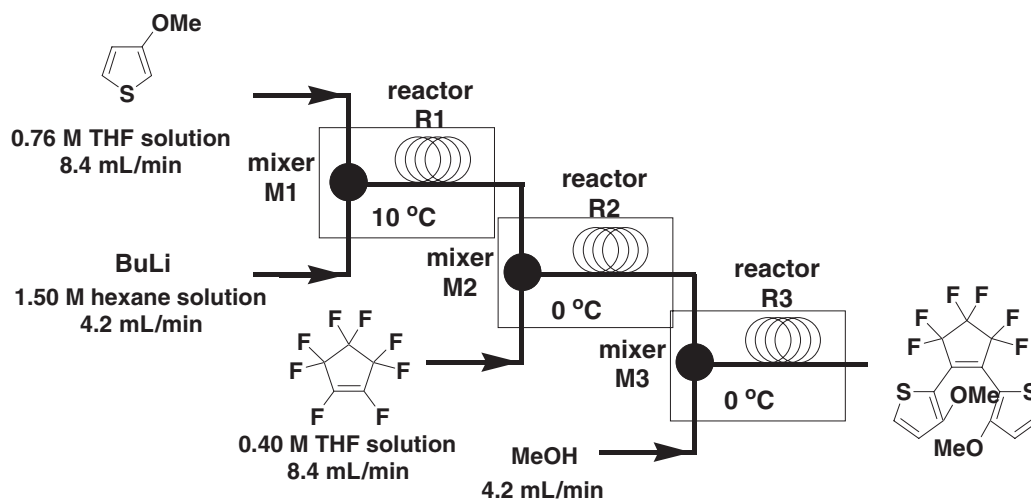 OMe
S
0.76 M THF solution
8.4 mL/min
mixer
M1
reactor
R1
10 °C
BuLi
1.50 M hexane solution
4.2 mL/min
mixer
M2
reactor
R2
0 °C
F F
F F
F F
F F
0.40 M THF solution
8.4 mL/min
mixer
M3
reactor
R3
0 °C
MeOH
4.2 mL/min
F F
F F
F F
S OMe S
MeO